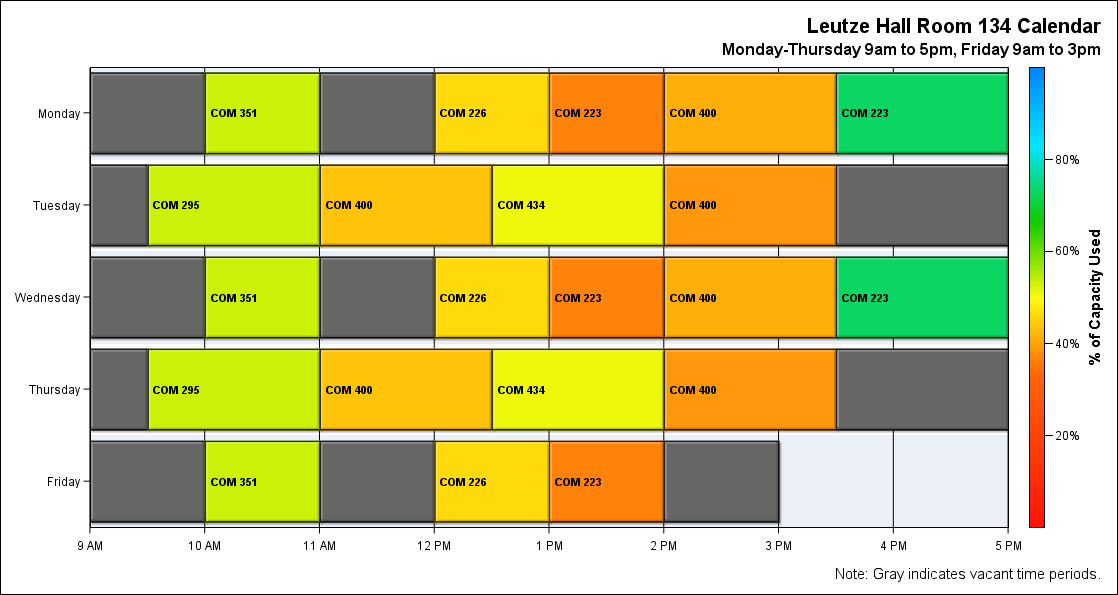 Leutze Hall Room 134 Calendar
Monday-Thursday 9am to 5pm, Friday 9am to 3pm
Monday COM 351 COM 226 COM 223 COM 400 COM 223
Tuesday COM 295 COM 400 COM 434 COM 400
Wednesday COM 351 COM 226 COM 223 COM 400 COM 223
Thursday COM 295 COM 400 COM 434 COM 400
Friday COM 351 COM 226 COM 223
9 AM 10 AM 11 AM 12 PM 1 PM 2 PM 3 PM 4 PM 5 PM
80%
60%
40%
20%
% of Capacity Used
Note: Gray indicates vacant time periods.